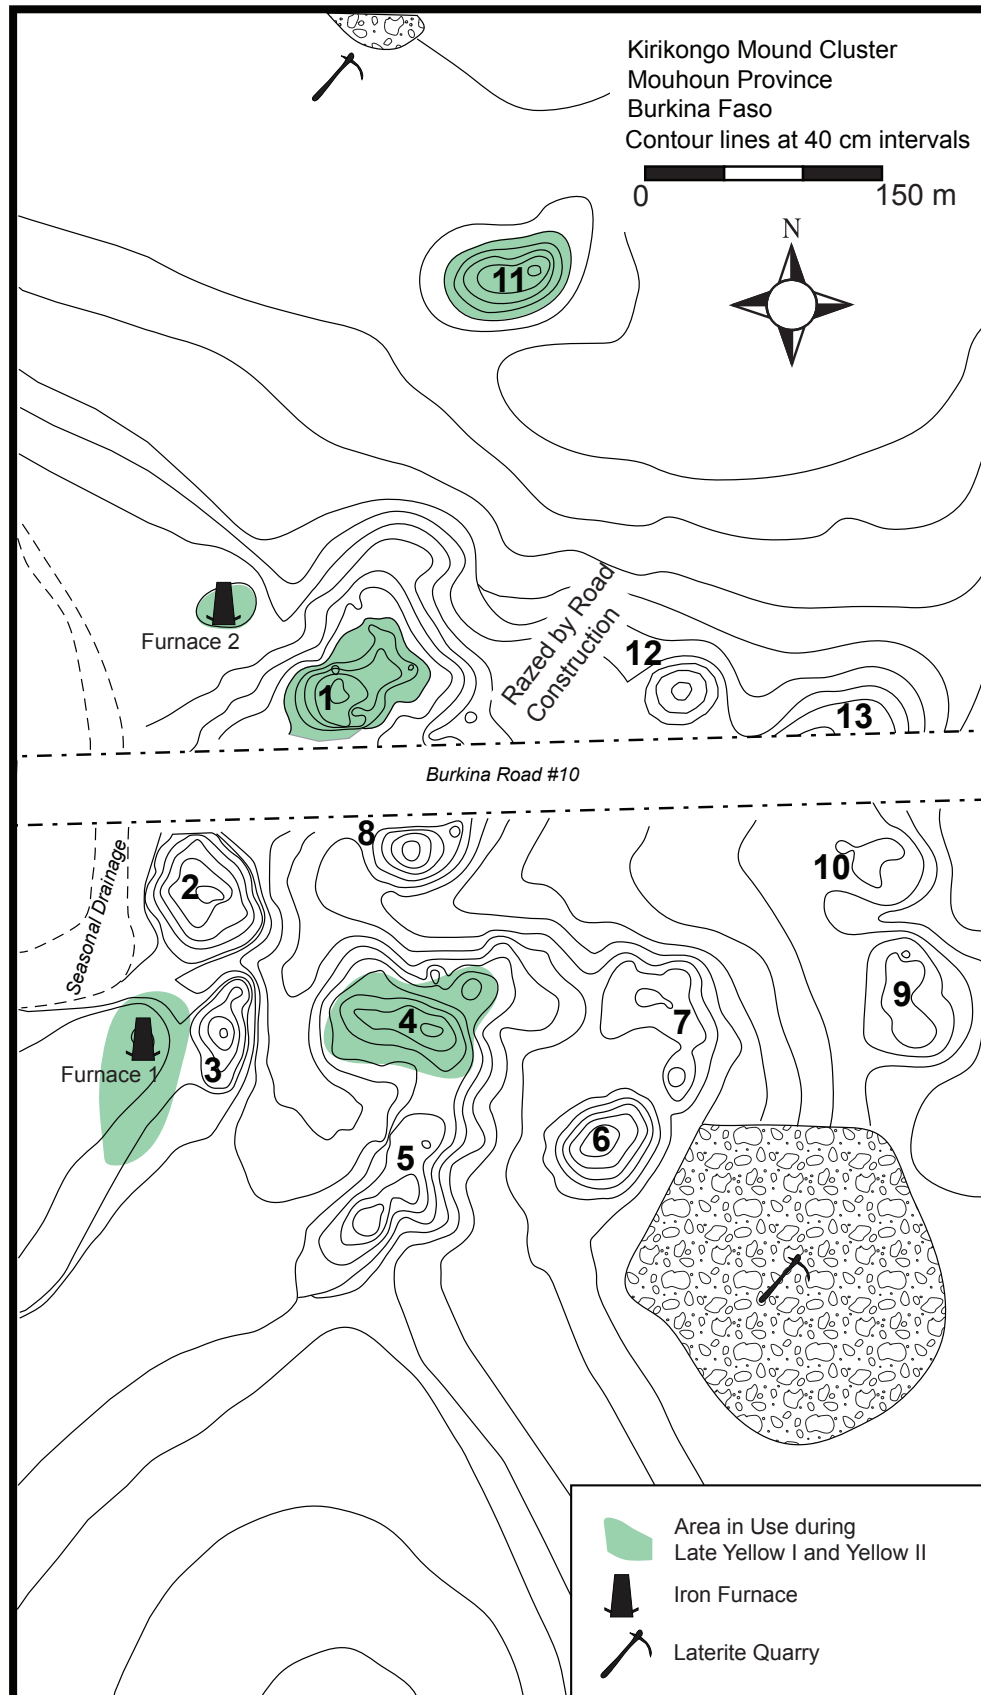 Kirikongo Mound Cluster
Mouhoun Province
Burkina Faso
Contour lines at 40 cm intervals
0 150 m
N
11
Furnace 2
Razed by Road
Construction
12
1
13
Burkina Road #10
8
10
2
Seasonal Drainage
9
4
7
3
Furnace 1
6
5
Area in Use during
Late Yellow I and Yellow II
Iron Furnace
Laterite Quarry